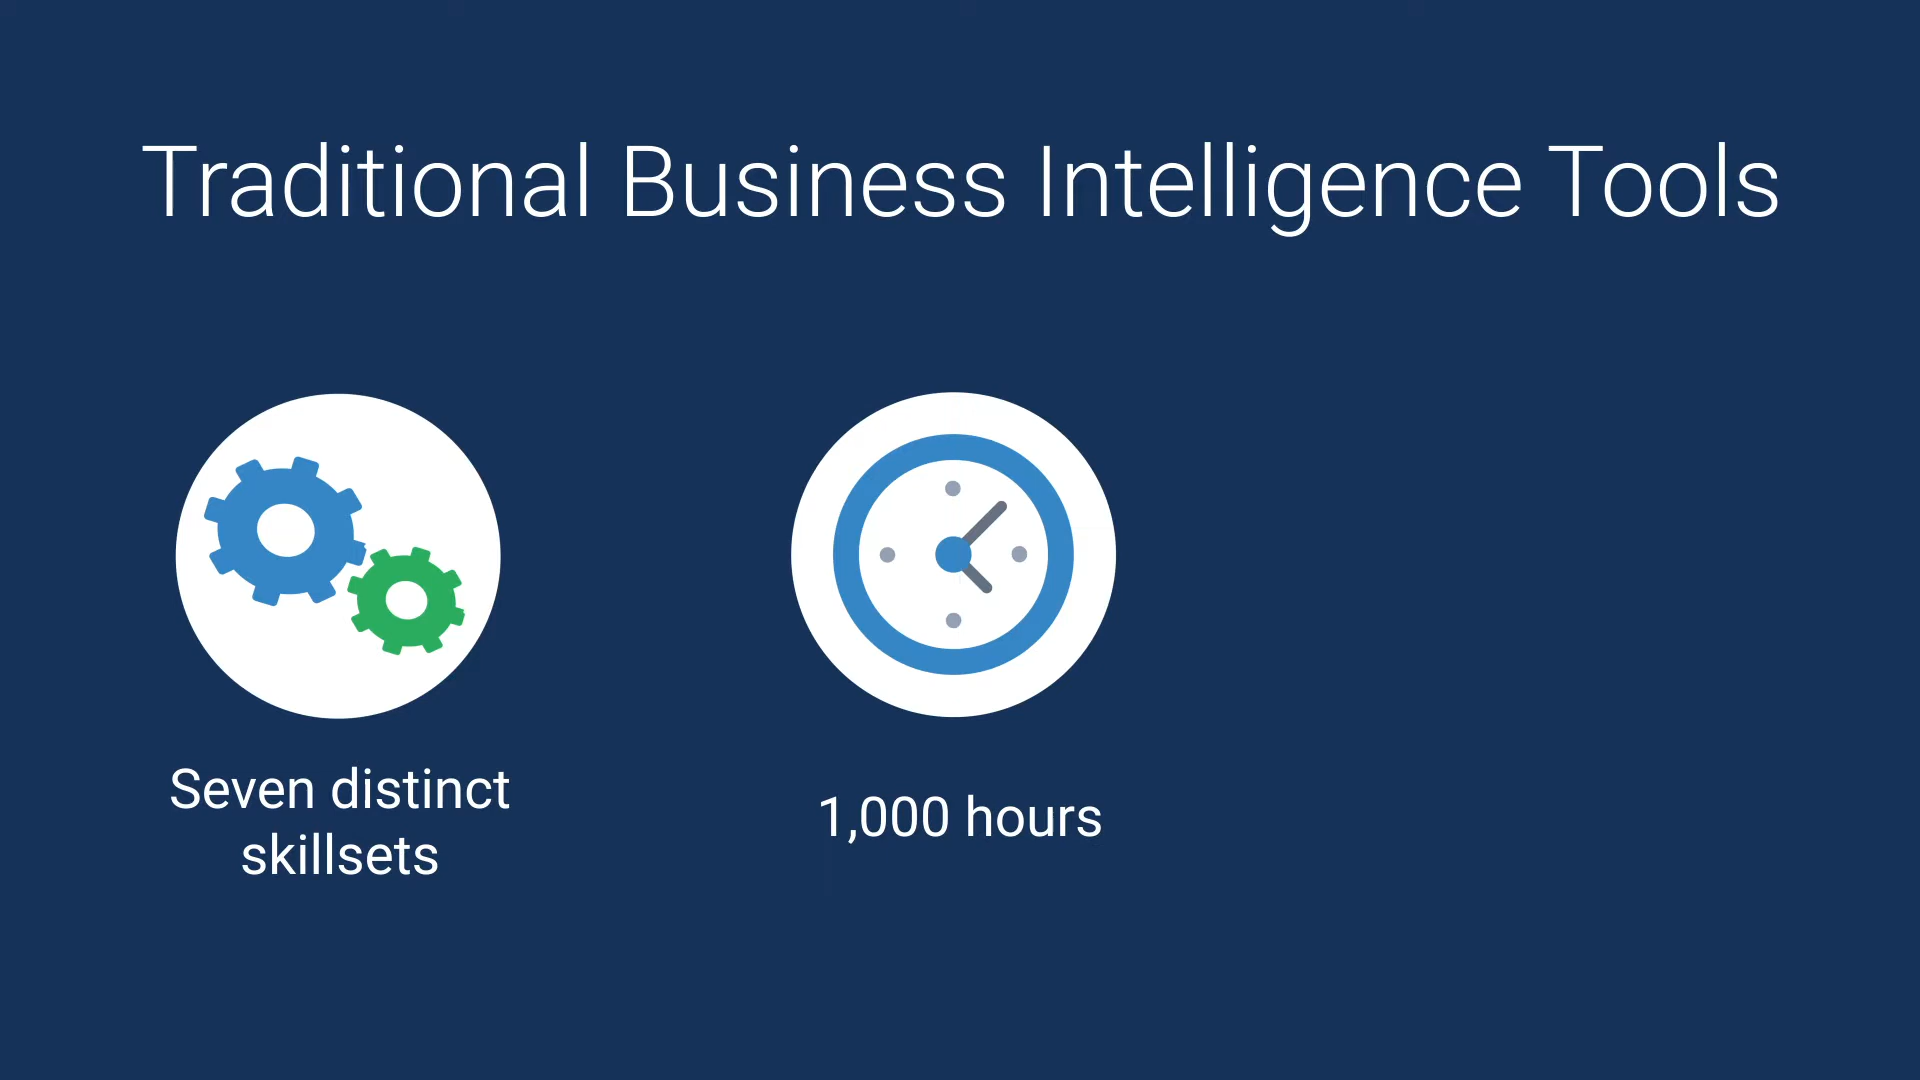 Traditional Business Intelligence Tools
Seven distinct
skillsets
1,000 hours